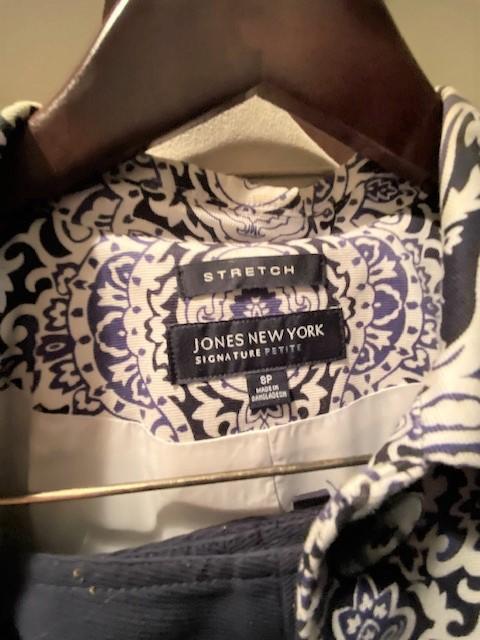 STRETCH
JONES NEW YORK
SIGNATURE PETITE
8P
MADE IN
BANGLADESH